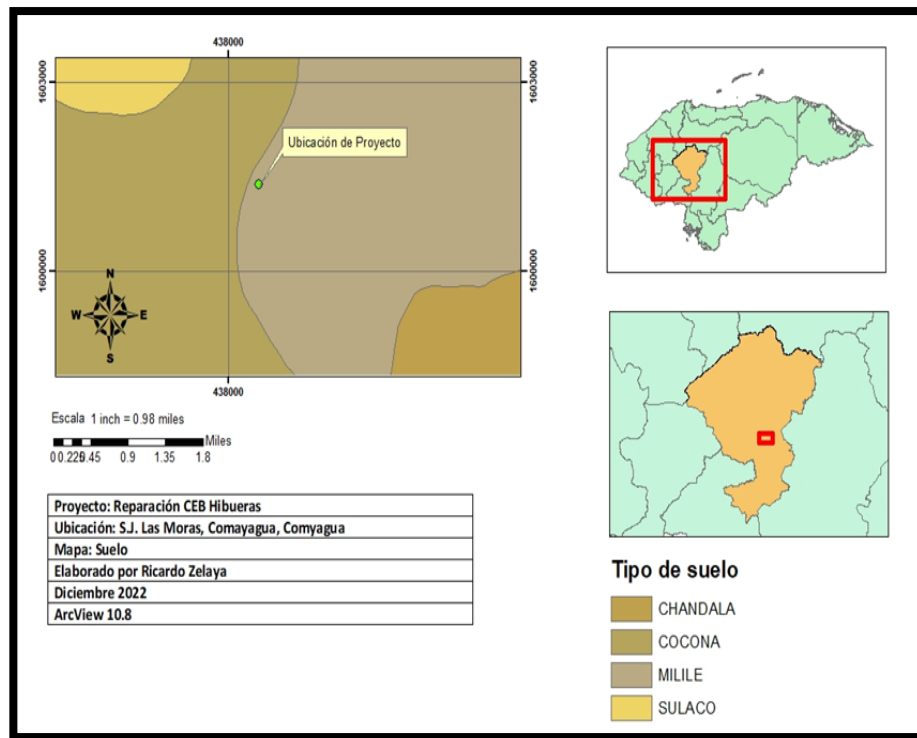 438000
1603000
1603000
Ubicación de Proyecto
1600000
1600000
N
W E
S
438000
Escala 1 inch = 0.98 miles
Miles
0 0.225 0.45 0.9 1.35 1.8
Proyecto: Reparación CEB Hibueras
Ubicación: S.J. Las Moras, Comayagua, Comyagua
Mapa: Suelo
Elaborado por Ricardo Zelaya
Diciembre 2022
ArcView 10.8
Tipo de suelo
CHANDALA
COCONA
MILILE
SULACO